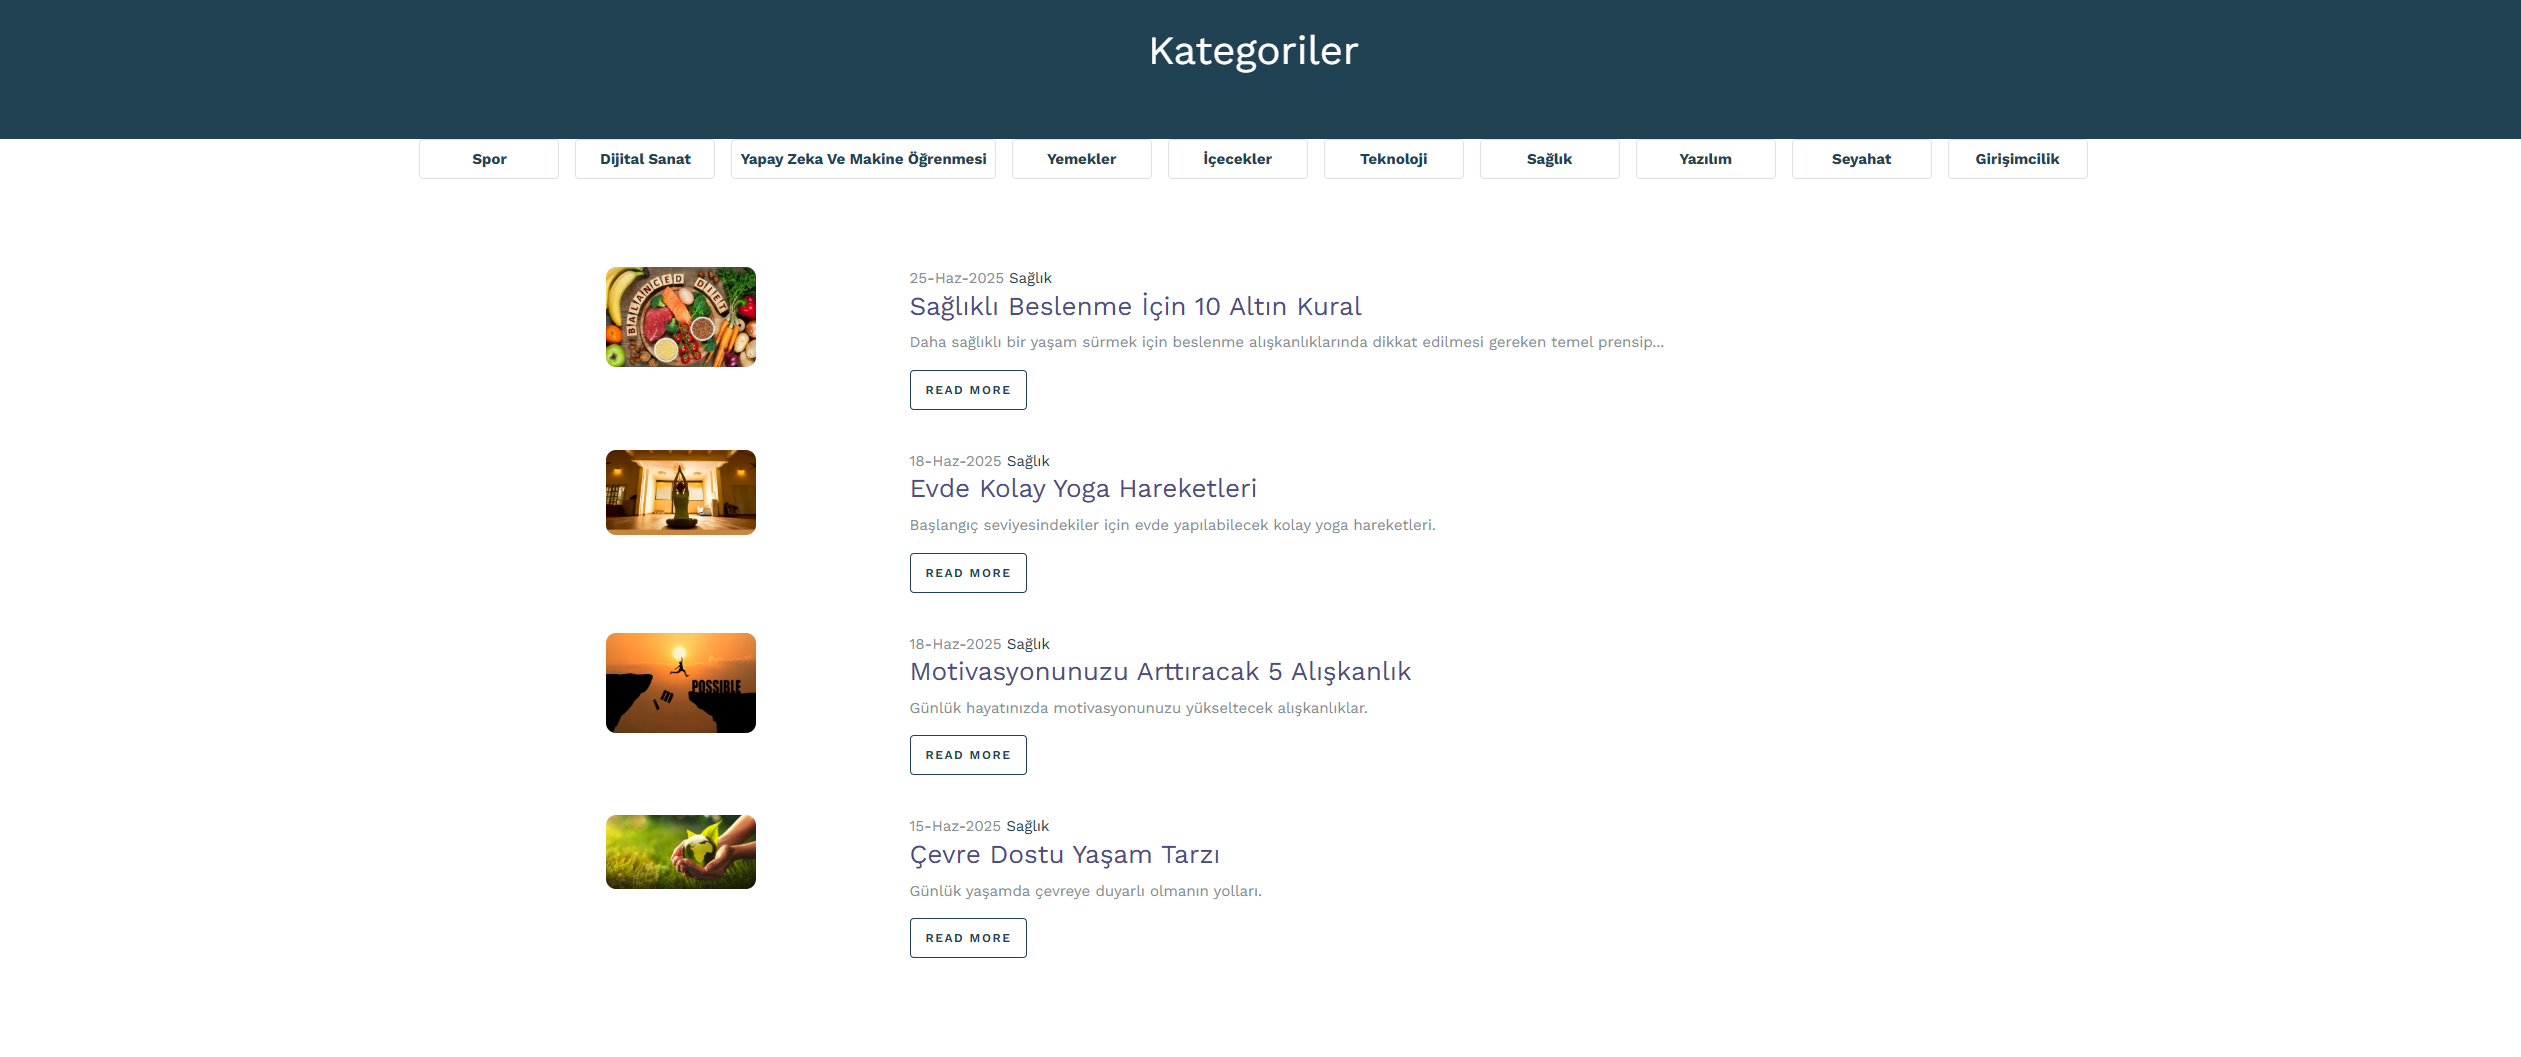 Kategoriler
Spor
Dijital Sanat
Yapay Zeka Ve Makine Öğrenmesi
Yemekler
İçecekler
Teknoloji
Sağlık
Yazılım
Seyahat
Girişimcilik
BALANCED DIET
25-Haz-2025 Sağlık
Sağlıklı Beslenme İçin 10 Altın Kural
Daha sağlıklı bir yaşam sürmek için beslenme alışkanlıklarında dikkat edilmesi gereken temel prensip...
READ MORE
18-Haz-2025 Sağlık
Evde Kolay Yoga Hareketleri
Başlangıç seviyesindekiler için evde yapılabilecek kolay yoga hareketleri.
READ MORE
im
POSSIBLE
18-Haz-2025 Sağlık
Motivasyonunuzu Arttıracak 5 Alışkanlık
Günlük hayatınızda motivasyonunuzu yükseltecek alışkanlıklar.
READ MORE
15-Haz-2025 Sağlık
Çevre Dostu Yaşam Tarzı
Günlük yaşamda çevreye duyarlı olmanın yolları.
READ MORE